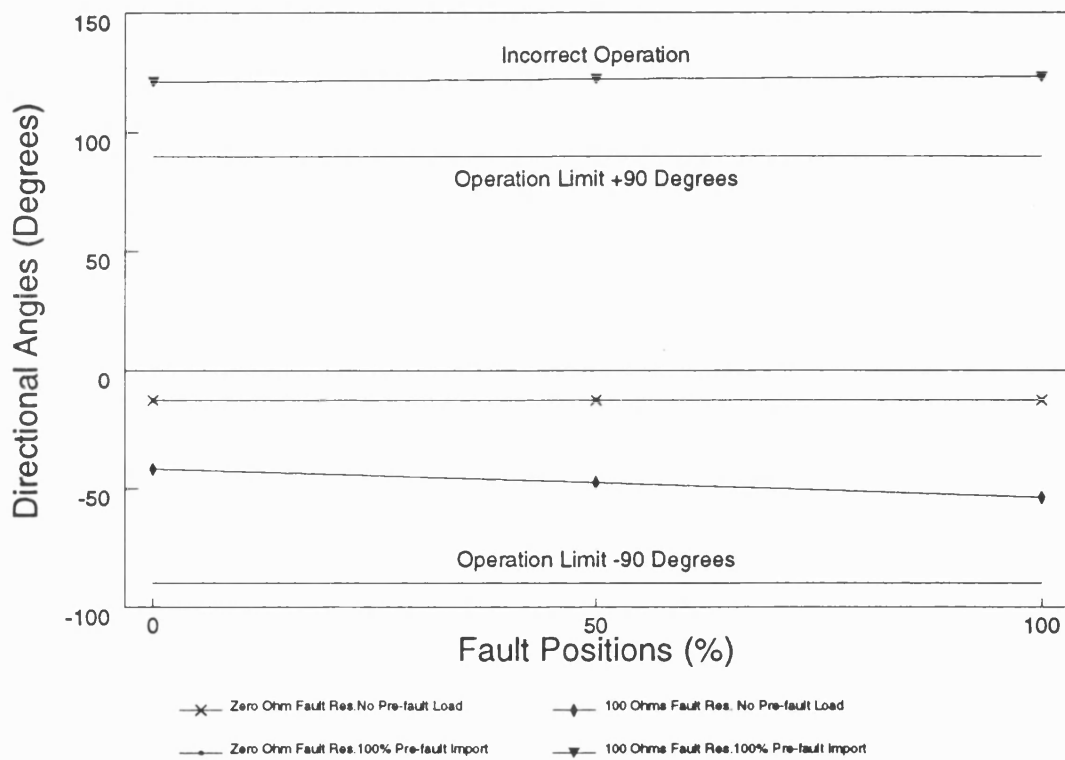 150
Incorrect Operation
100
Operation Limit +90 Degrees
50
0
-50
Operation Limit -90 Degrees
-100
Directional Angles (Degrees)
0
50
100
Fault Positions (%)
Zero Ohm Fault Res.No Pre-fault Load
100 Ohms Fault Res. No Pre-fault Load
Zero Ohm Fault Res.100% Pre-fault Import
100 Ohms Fault Res.100% Pre-fault Import